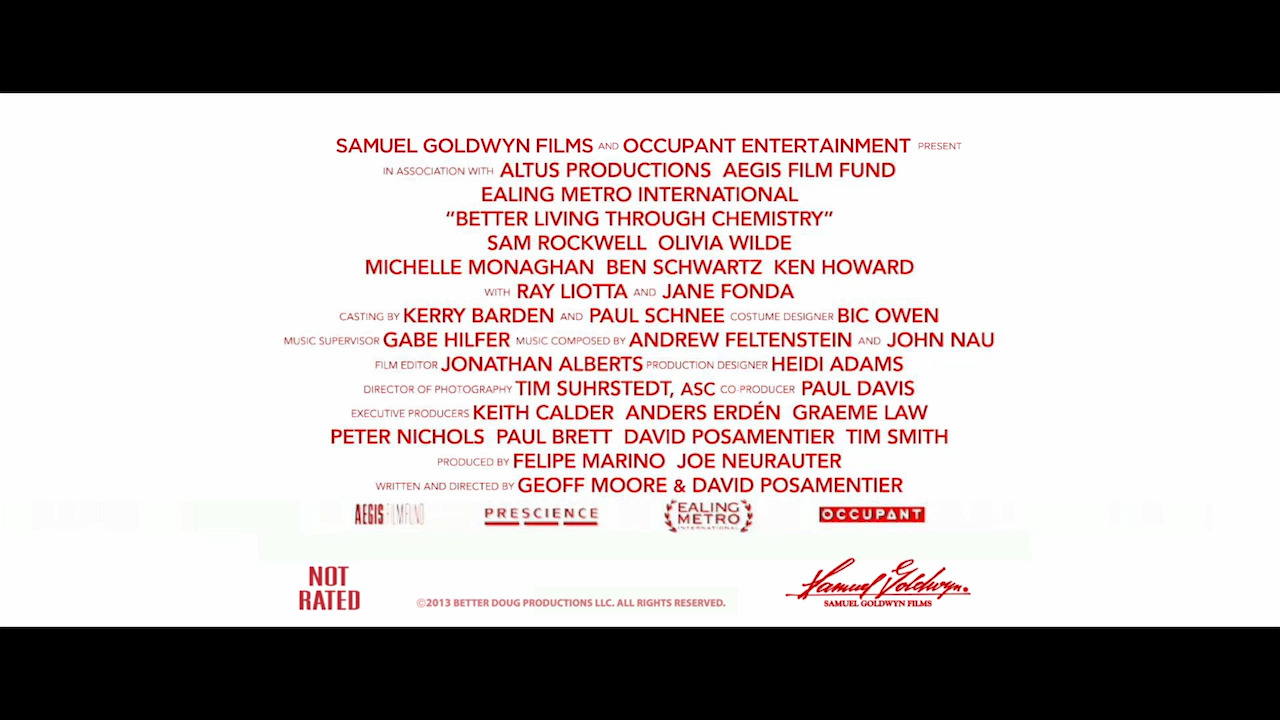 SAMUEL GOLDWYN FILMS AND OCCUPANT ENTERTAINMENT PRESENT
IN ASSOCIATION WITH ALTUS PRODUCTIONS AEGIS FILM FUND
EALING METRO INTERNATIONAL
“BETTER LIVING THROUGH CHEMISTRY”
SAM ROCKWELL OLIVIA WILDE
MICHELLE MONAGHAN BEN SCHWARTZ KEN HOWARD
WITH RAY LIOTTA AND JANE FONDA
CASTING BY KERRY BARDEN AND PAUL SCHNEE COSTUME DESIGNER BIC OWEN
MUSIC SUPERVISOR GABE HILFER MUSIC COMPOSED BY ANDREW FELTENSTEIN AND JOHN NAU
FILM EDITOR JONATHAN ALBERTS PRODUCTION DESIGNER HEIDI ADAMS
DIRECTOR OF PHOTOGRAPHY TIM SUHRSTEDT, ASC CO-PRODUCER PAUL DAVIS
EXECUTIVE PRODUCERS KEITH CALDER ANDERS ERDÉN GRAEME LAW
PETER NICHOLS PAUL BRETT DAVID POSAMENTIER TIM SMITH
PRODUCED BY FELIPE MARINO JOE NEURAUTER
WRITTEN AND DIRECTED BY GEOFF MOORE & DAVID POSAMENTIER
AEGIS FILM FUND PRESCIENCE EALING METRO INTERNATIONAL OCCUPANT
NOT RATED
©2013 BETTER DOUG PRODUCTIONS LLC. ALL RIGHTS RESERVED.
Samuel Goldwyn.
SAMUEL GOLDWYN FILMS